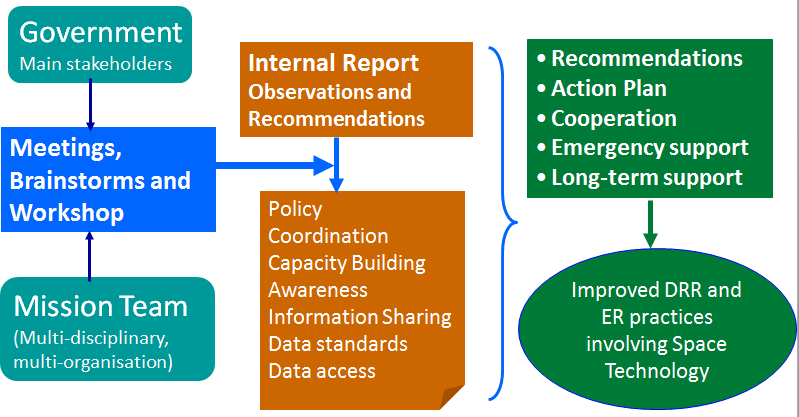 Government
Main stakeholders
Meetings,
Brainstorms and
Workshop
Mission Team
(Multi-disciplinary,
multi-organisation)
Internal Report
Observations and
Recommendations
Policy
Coordination
Capacity Building
Awareness
Information Sharing
Data standards
Data access
• Recommendations
• Action Plan
• Cooperation
• Emergency support
• Long-term support
Improved DRR and
ER practices
involving Space
Technology